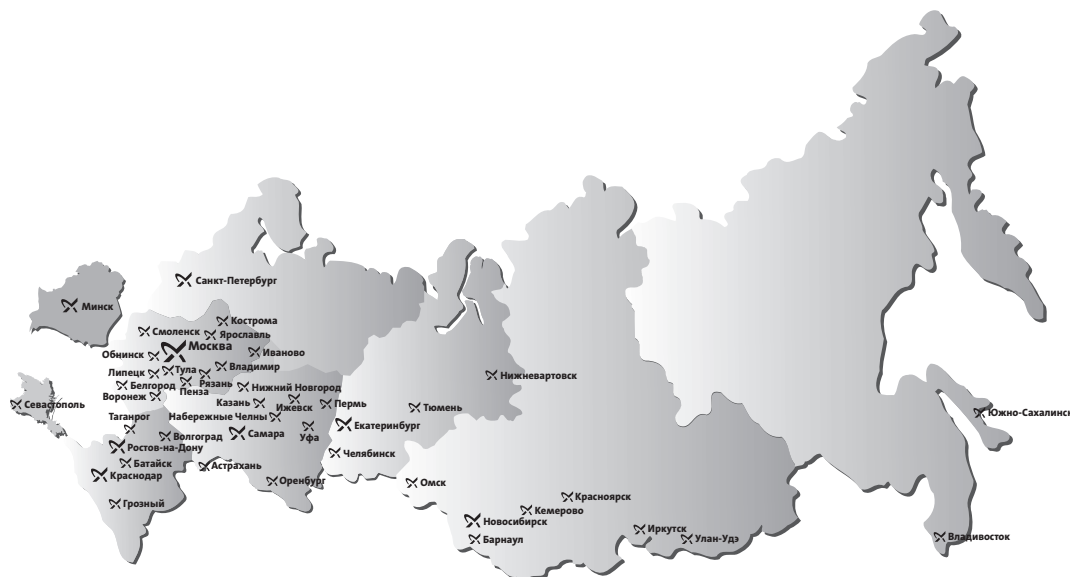 Санкт-Петербург
Минск
Кострома
Смоленск
Ярославль
Москва
Обнинск
Иваново
Владимир
Тула
Липецк
Рязань
Белгород
Пенза
Нижний Новгород
Воронеж
Ижевск
Казань
Пермь
Набережные Челны
Нижневартовск
Тюмень
Севастополь
Таганрог
Екатеринбург
Самара
Уфа
Волгоград
Ростов-на-Дону
Челябинск
Батайск
Астрахань
Краснодар
Оренбург
Омск
Грозный
Красноярск
Кемерово
Новосибирск
Барнаул
Иркутск
Улан-Удэ
Южно-Сахалинск
Владивосток